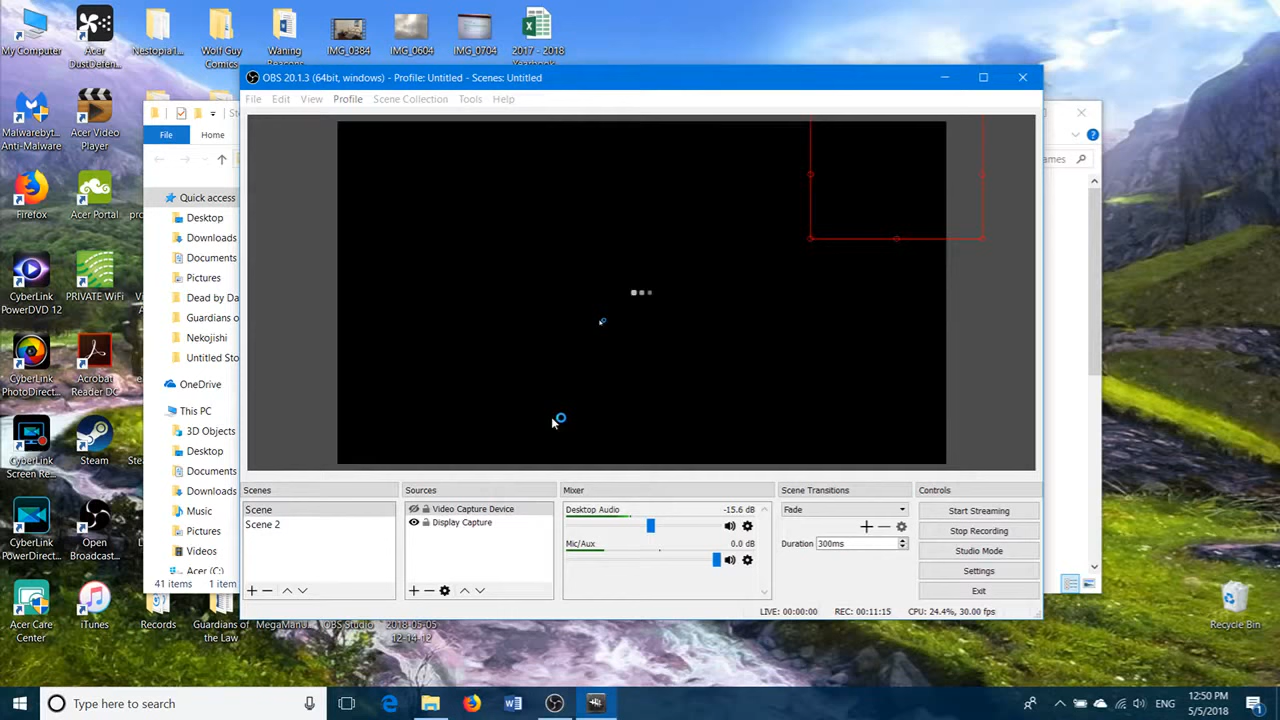 My Computer
Acer DustDefen...
Nestopia1...
Wolf Guy Comics
Waning
IMG_0384
IMG_0604
IMG_0704
2017 - 2018
OBS 20.1.3 (64bit, windows) - Profile: Untitled - Scenes: Untitled
File Edit View Profile Scene Collection Tools Help
Malwareby... Anti-Malware
Acer Video Player
File
Home
Firefox
Acer Portal
Quick access
Desktop
Downloads
Documents
Pictures
Dead by Da
Guardians o
Nekojishi
Untitled Sto
OneDrive
This PC
3D Objects
Desktop
Documents
Downloads
Music
Pictures
Videos
Acer (C:)
41 items 1 item
CyberLink PowerDVD 12
PRIVATE WiFi
CyberLink PhotoDirect...
Acrobat Reader DC
CyberLink Screen Re...
Steam
CyberLink PowerDirect...
Open Broadcast...
Acer Care Center
iTunes
Records
Guardians of the Law
Scenes
Scene
Scene 2
Sources
Video Capture Device
Display Capture
Mixer
Desktop Audio -15.6 dB
Mic/Aux 0.0 dB
Scene Transitions
Fade
Duration 300ms
Controls
Start Streaming
Stop Recording
Studio Mode
Settings
Exit
LIVE: 00:00:00 REC: 00:11:15 CPU: 24.4%, 30.00 fps
2018-05-05 12-14-12
Recycle Bin
Type here to search
ENG
12:50 PM
5/5/2018